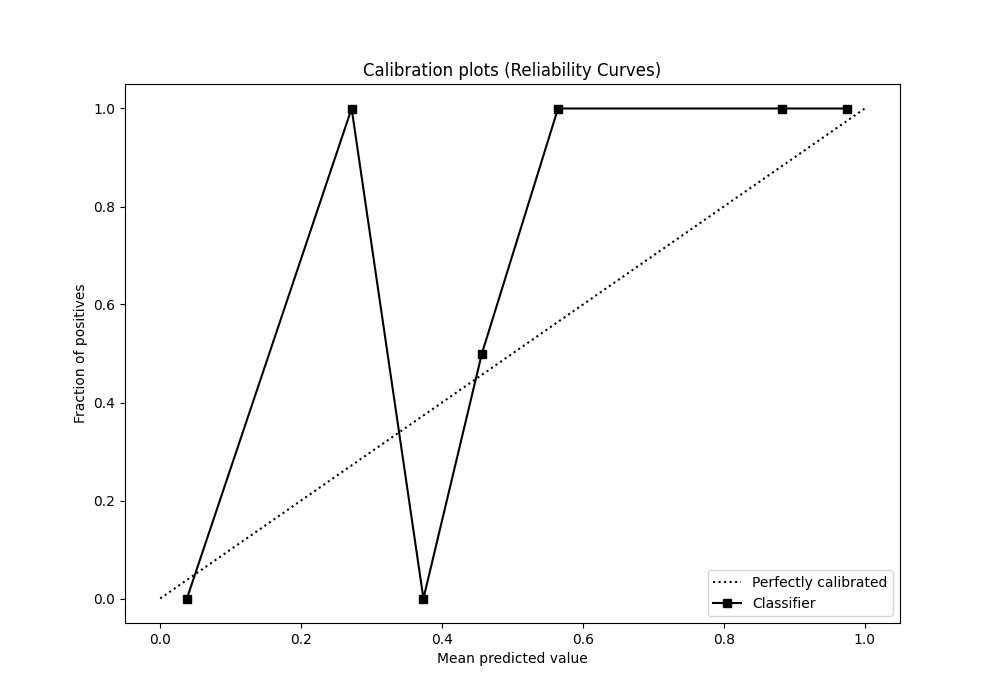 Calibration plots (Reliability Curves)
Fraction of positives
1.0
0.8
0.6
0.4
0.2
0.0
0.0 0.2 0.4 0.6 0.8 1.0
Mean predicted value
Perfectly calibrated
Classifier